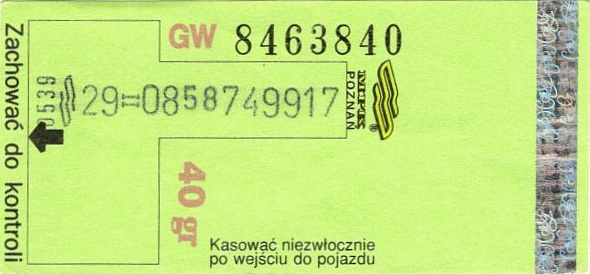 Zachować do kontroli
GW 8463840
0539
29=0858749917
MPK
POZNAŃ
®
40 gr
Kasować niezwłocznie
po wejściu do pojazdu